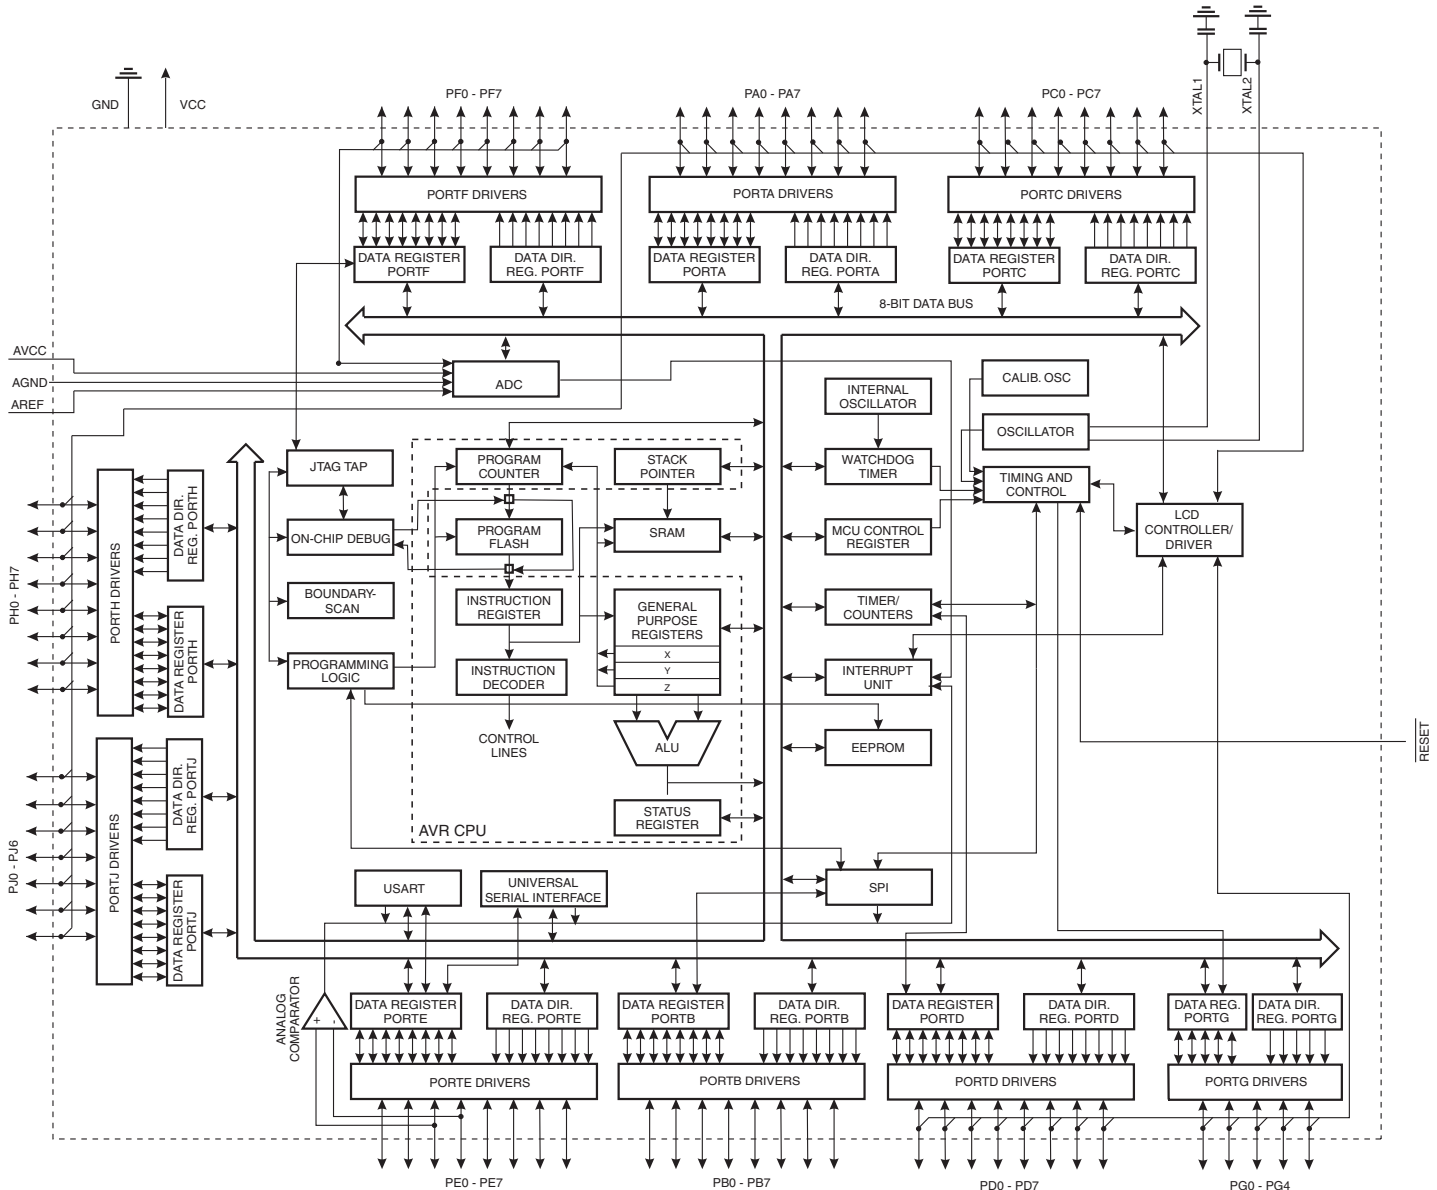 XTAL1
XTAL2
GND
VCC
PF0 - PF7
PA0 - PA7
PC0 - PC7
PORTF DRIVERS
PORTA DRIVERS
PORTC DRIVERS
DATA REGISTER
PORTF
DATA DIR.
REG. PORTF
DATA REGISTER
PORTA
DATA DIR.
REG. PORTA
DATA REGISTER
PORTC
DATA DIR.
REG. PORTC
8-BIT DATA BUS
AVCC
AGND
AREF
ADC
INTERNAL
OSCILLATOR
CALIB. OSC
OSCILLATOR
JTAG TAP
PROGRAM
COUNTER
STACK
POINTER
WATCHDOG
TIMER
TIMING AND
CONTROL
LCD
CONTROLLER/
DRIVER
ON-CHIP DEBUG
PROGRAM
FLASH
SRAM
MCU CONTROL
REGISTER
BOUNDARY-
SCAN
INSTRUCTION
REGISTER
GENERAL
PURPOSE
REGISTERS
X
Y
Z
TIMER/
COUNTERS
PROGRAMMING
LOGIC
INSTRUCTION
DECODER
INTERRUPT
UNIT
CONTROL
LINES
ALU
EEPROM
RESET
STATUS
REGISTER
AVR CPU
PH0 - PH7
PORTH DRIVERS
DATA DIR.
REG. PORTH
DATA REGISTER
PORTH
PJ0 - PJ6
PORTJ DRIVERS
DATA DIR.
REG. PORTJ
DATA REGISTER
PORTJ
USART
UNIVERSAL
SERIAL INTERFACE
SPI
ANALOG
COMPARATOR
+
-
DATA REGISTER
PORTE
DATA DIR.
REG. PORTE
DATA REGISTER
PORTB
DATA DIR.
REG. PORTB
DATA REGISTER
PORTD
DATA DIR.
REG. PORTD
DATA REG.
PORTG
DATA DIR.
REG. PORTG
PORTE DRIVERS
PORTB DRIVERS
PORTD DRIVERS
PORTG DRIVERS
PE0 - PE7
PB0 - PB7
PD0 - PD7
PG0 - PG4